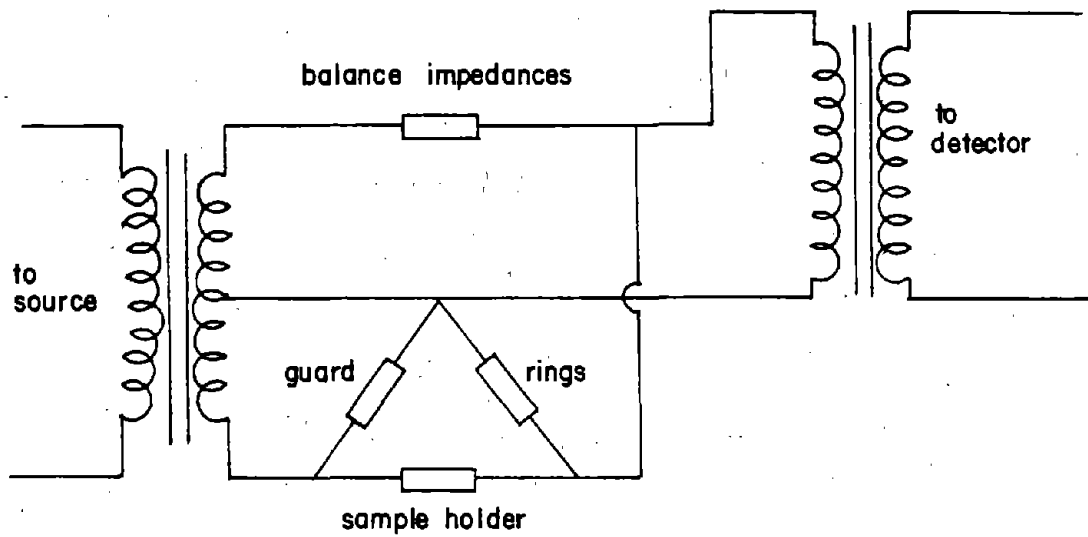 balance impedances
to
detector
to
source
guard rings
sample holder